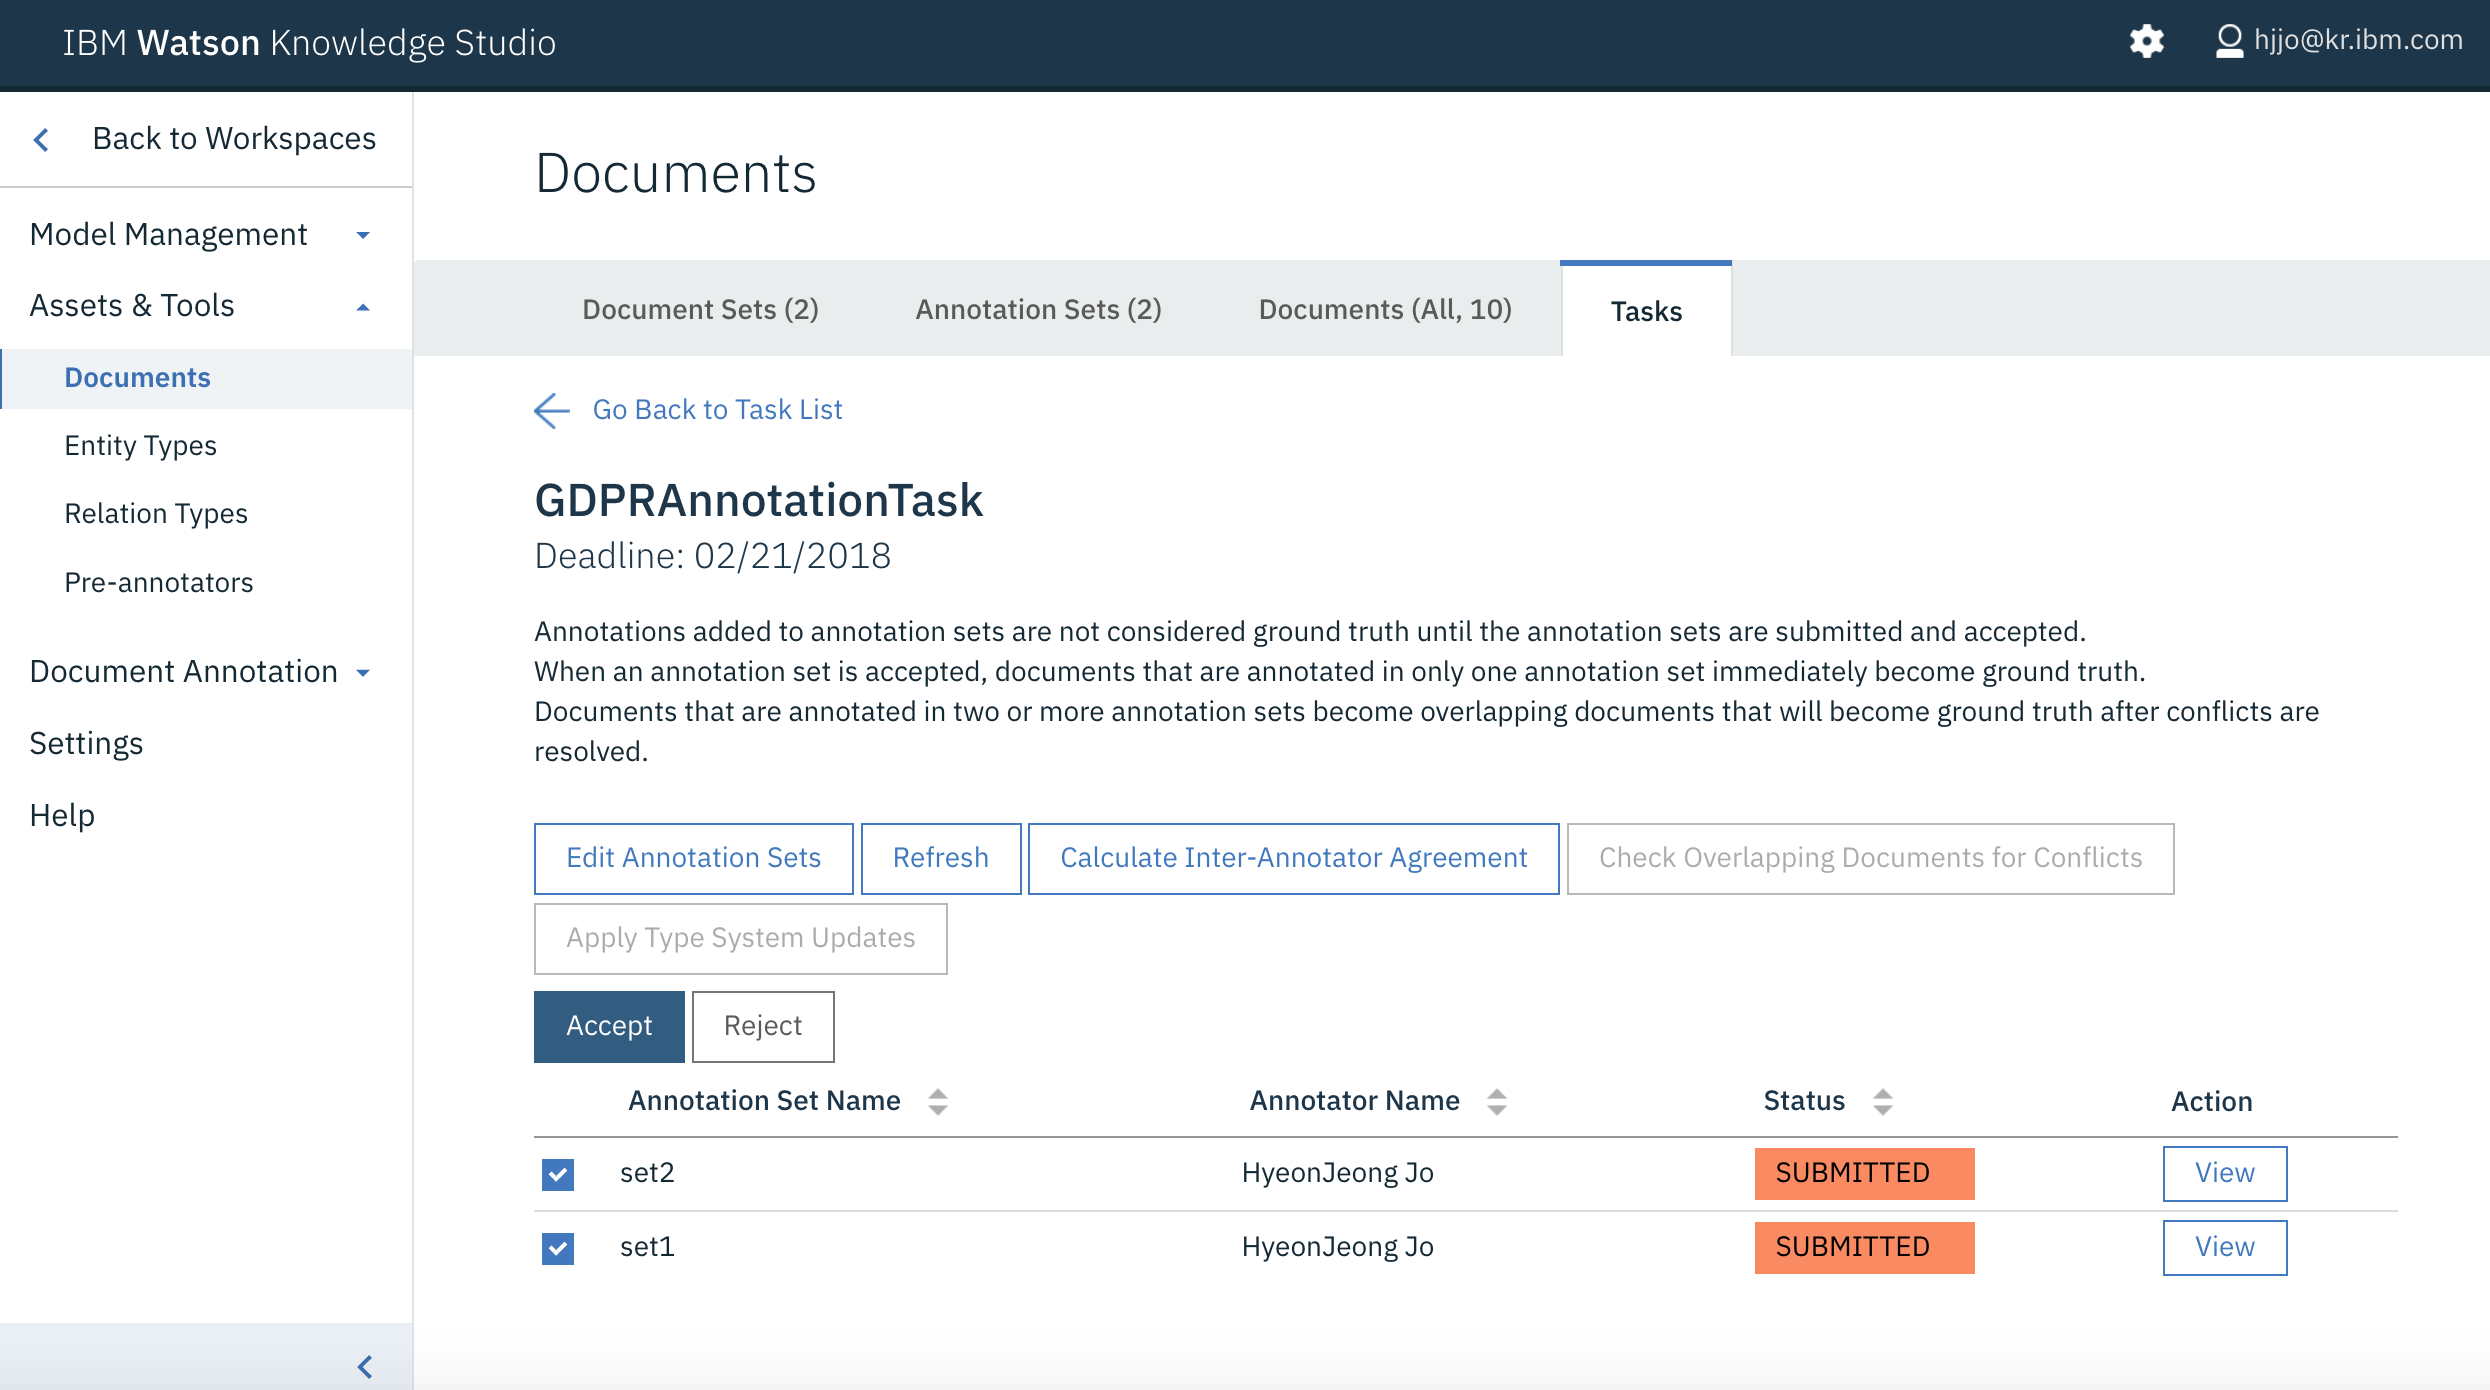 IBM Watson Knowledge Studio
hjjo@kr.ibm.com
Back to Workspaces
Model Management
Assets & Tools
Documents
Entity Types
Relation Types
Pre-annotators
Document Annotation
Settings
Help
Documents
Document Sets (2)
Annotation Sets (2)
Documents (All, 10)
Tasks
Go Back to Task List
GDPRAnnotationTask
Deadline: 02/21/2018
Annotations added to annotation sets are not considered ground truth until the annotation sets are submitted and accepted.
When an annotation set is accepted, documents that are annotated in only one annotation set immediately become ground truth.
Documents that are annotated in two or more annotation sets become overlapping documents that will become ground truth after conflicts are
resolved.
Edit Annotation Sets
Refresh
Calculate Inter-Annotator Agreement
Check Overlapping Documents for Conflicts
Apply Type System Updates
Accept
Reject
Annotation Set Name
Annotator Name
Status
Action
set2
HyeonJeong Jo
SUBMITTED
View
set1
HyeonJeong Jo
SUBMITTED
View